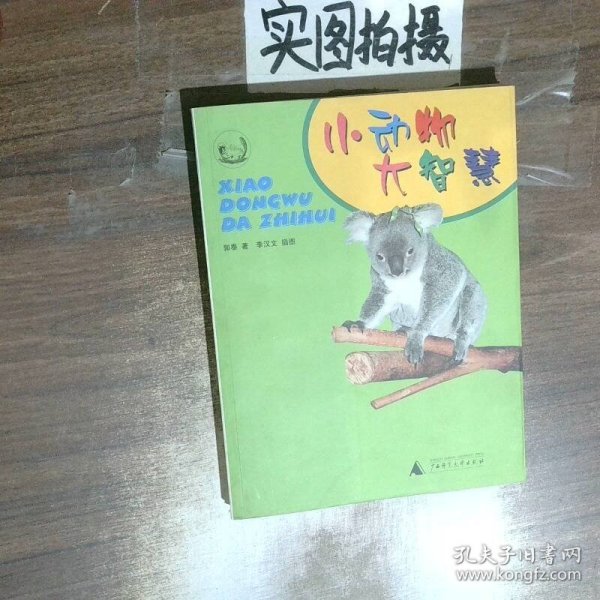 实图拍摄
小动物
大智慧
XIAO
DONGWU
DA ZHIHUI
郭泰 著 季汉文 插图
广西师范大学出版社
孔夫子旧书网
www.kongfz.com